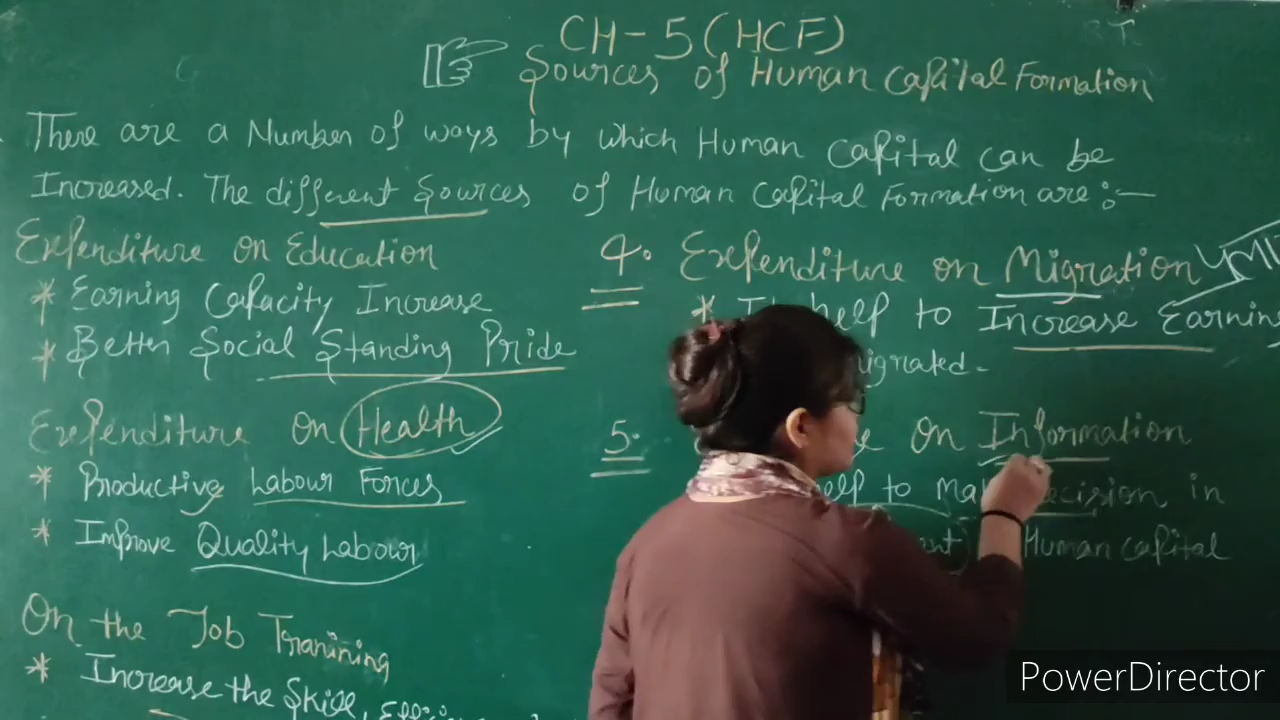 CH-5 (HCF)
Sources of Human Capital Formation
There are a Number of ways by which Human Capital can be
Increased. The different Sources of Human Capital Formation are :-
Expenditure on Education
* Earning Capacity Increase
* Better Social Standing Pride
Expenditure on Health
* Productive Labour Forces
* Improve Quality Labour
On the Job Tranining
* Increase the Skill,
4. Expenditure on Migration
* help to Increase Earning
migrated.
5. On Information
help to decision in
Human Capital
PowerDirector